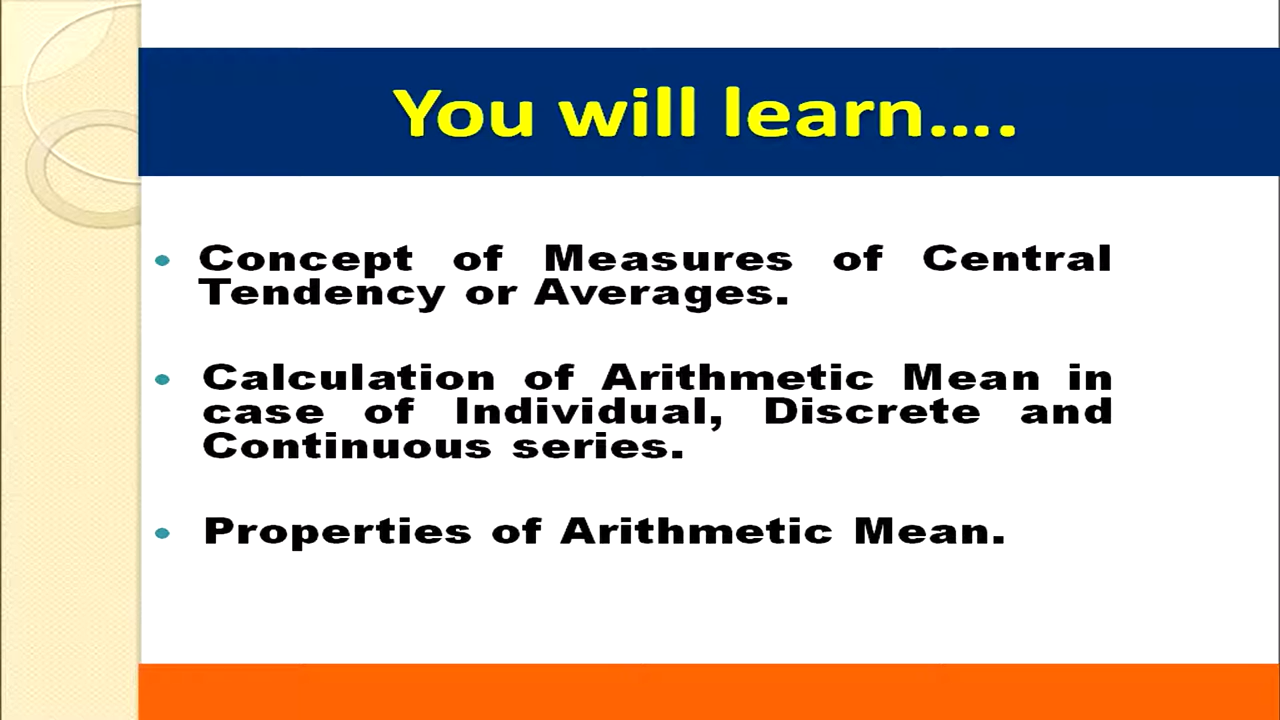 You will learn….
• Concept of Measures of Central
Tendency or Averages.
• Calculation of Arithmetic Mean in
case of Individual, Discrete and
Continuous series.
• Properties of Arithmetic Mean.